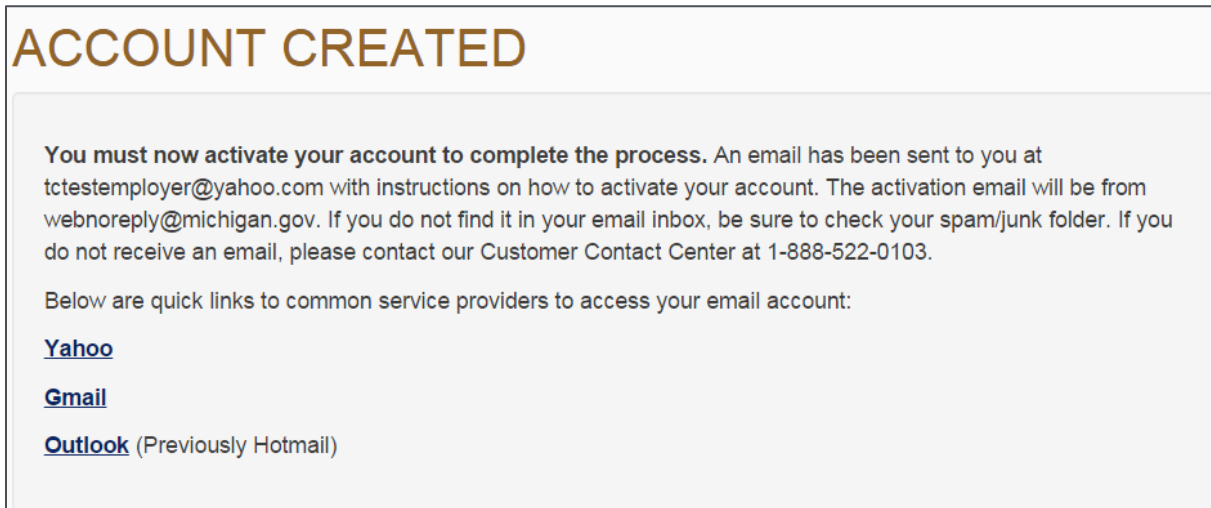 ACCOUNT CREATED
You must now activate your account to complete the process. An email has been sent to you at
tctestemployer@yahoo.com with instructions on how to activate your account. The activation email will be from
webnoreply@michigan.gov. If you do not find it in your email inbox, be sure to check your spam/junk folder. If you
do not receive an email, please contact our Customer Contact Center at 1-888-522-0103.
Below are quick links to common service providers to access your email account:
Yahoo
Gmail
Outlook (Previously Hotmail)